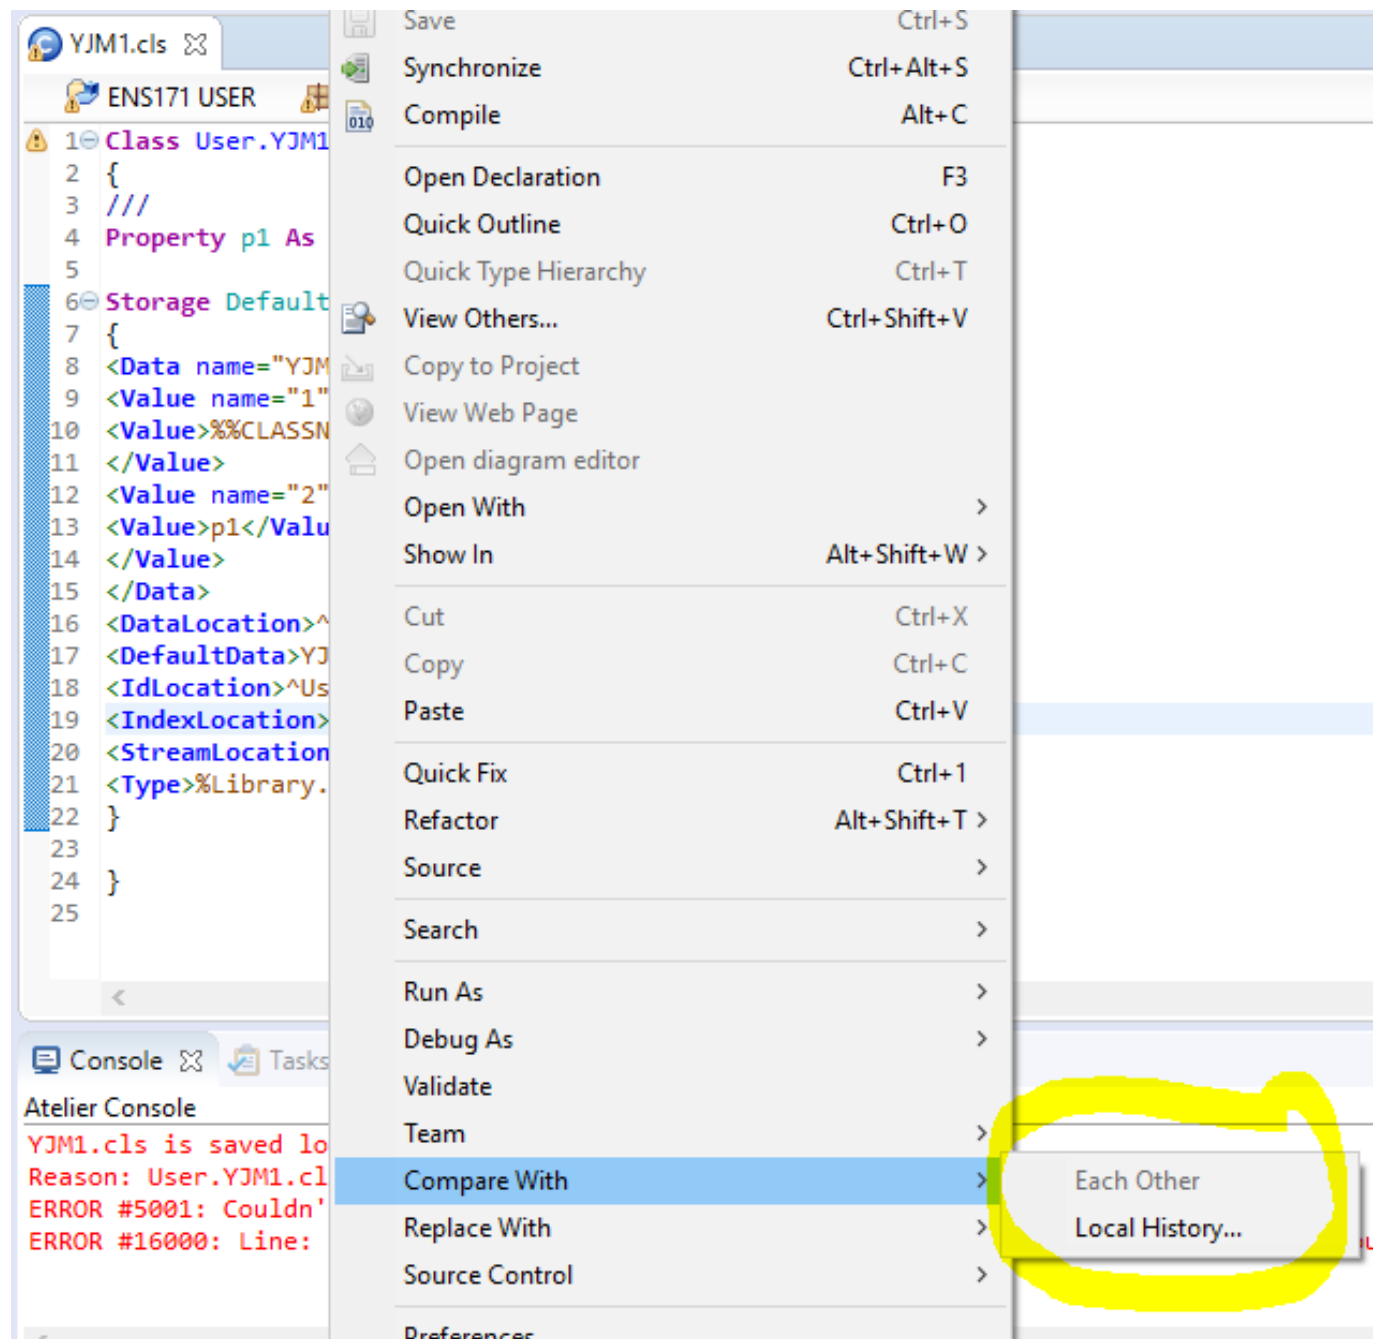 YJM1.cls
ENS171 USER
1 Class User.YJM1
2 {
3 ///
4 Property p1 As
5
6 Storage Default
7 {
8 <Data name="YJM
9 <Value name="1"
10 <Value>%%CLASSN
11 </Value>
12 <Value name="2"
13 <Value>p1</Valu
14 </Value>
15 </Data>
16 <DataLocation>^
17 <DefaultData>YJ
18 <IdLocation>^Us
19 <IndexLocation>
20 <StreamLocation
21 <Type>%Library.
22 }
23
24 }
25
Save Ctrl+S
Synchronize Ctrl+Alt+S
010 Compile Alt+C
Open Declaration F3
Quick Outline Ctrl+O
Quick Type Hierarchy Ctrl+T
View Others... Ctrl+Shift+V
Copy to Project
View Web Page
Open diagram editor
Open With
Show In Alt+Shift+W
Cut Ctrl+X
Copy Ctrl+C
Paste Ctrl+V
Quick Fix Ctrl+1
Refactor Alt+Shift+T
Source
Search
Run As
Debug As
Validate
Team
Compare With
Replace With
Source Control
Preferences
Each Other
Local History...
Console Tasks
Atelier Console
YJM1.cls is saved lo
Reason: User.YJM1.cl
ERROR #5001: Couldn'
ERROR #16000: Line: